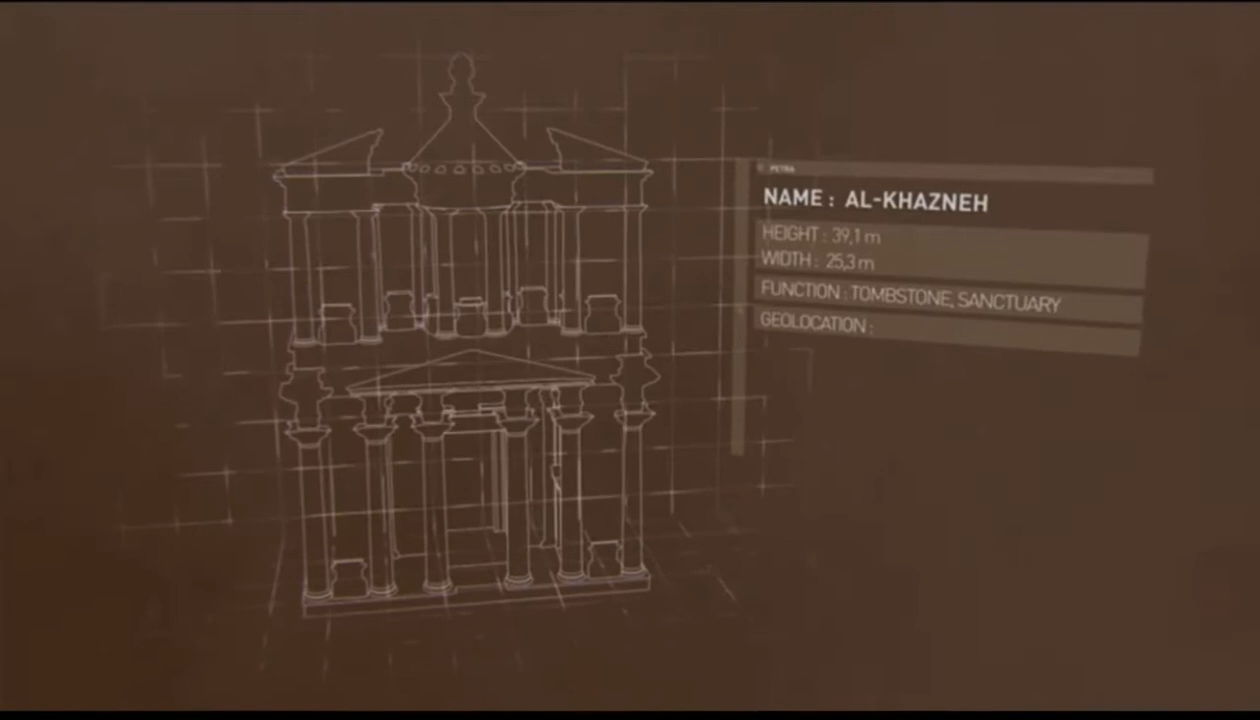 PETRA
NAME : AL-KHAZNEH
HEIGHT : 39,1 m
WIDTH : 25,3 m
FUNCTION : TOMBSTONE, SANCTUARY
GEOLOCATION :